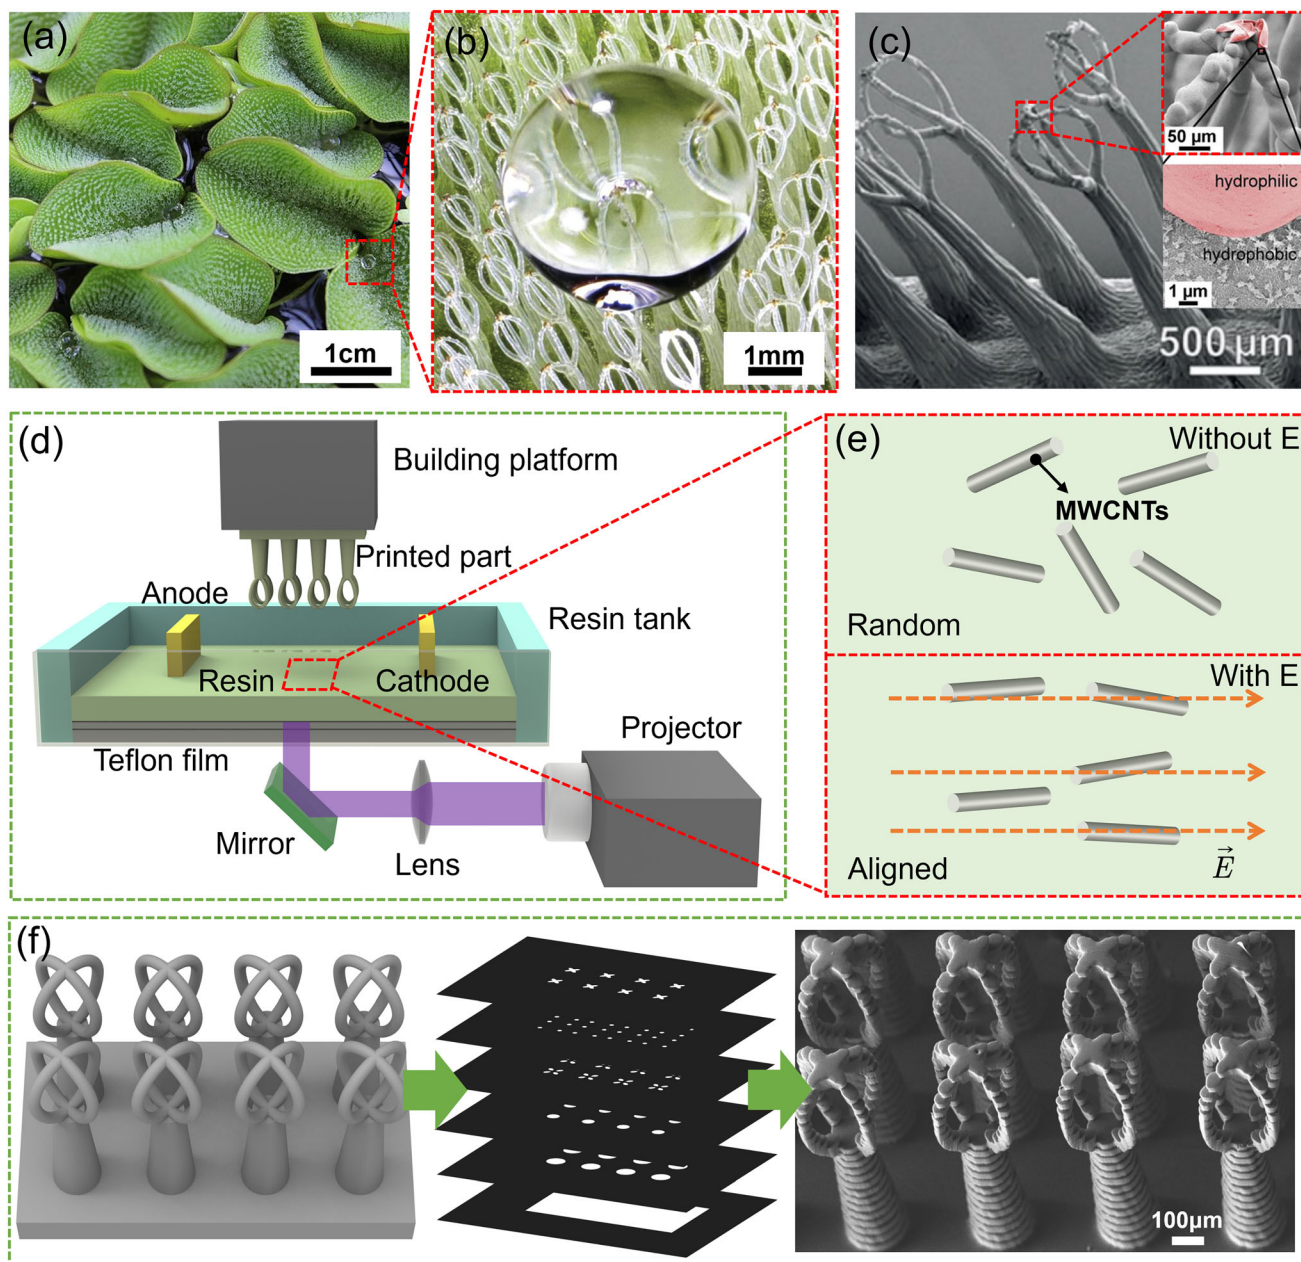 (a)
1cm
(b)
1mm
(c)
50 µm
hydrophilic
hydrophobic
1 µm
500 µm
(d)
Building platform
Printed part
Anode
Resin tank
Resin
Cathode
Teflon film
Projector
Mirror
Lens
(e)
Without E
MWCNTs
Random
With E
Aligned
E⃗
(f)
100µm